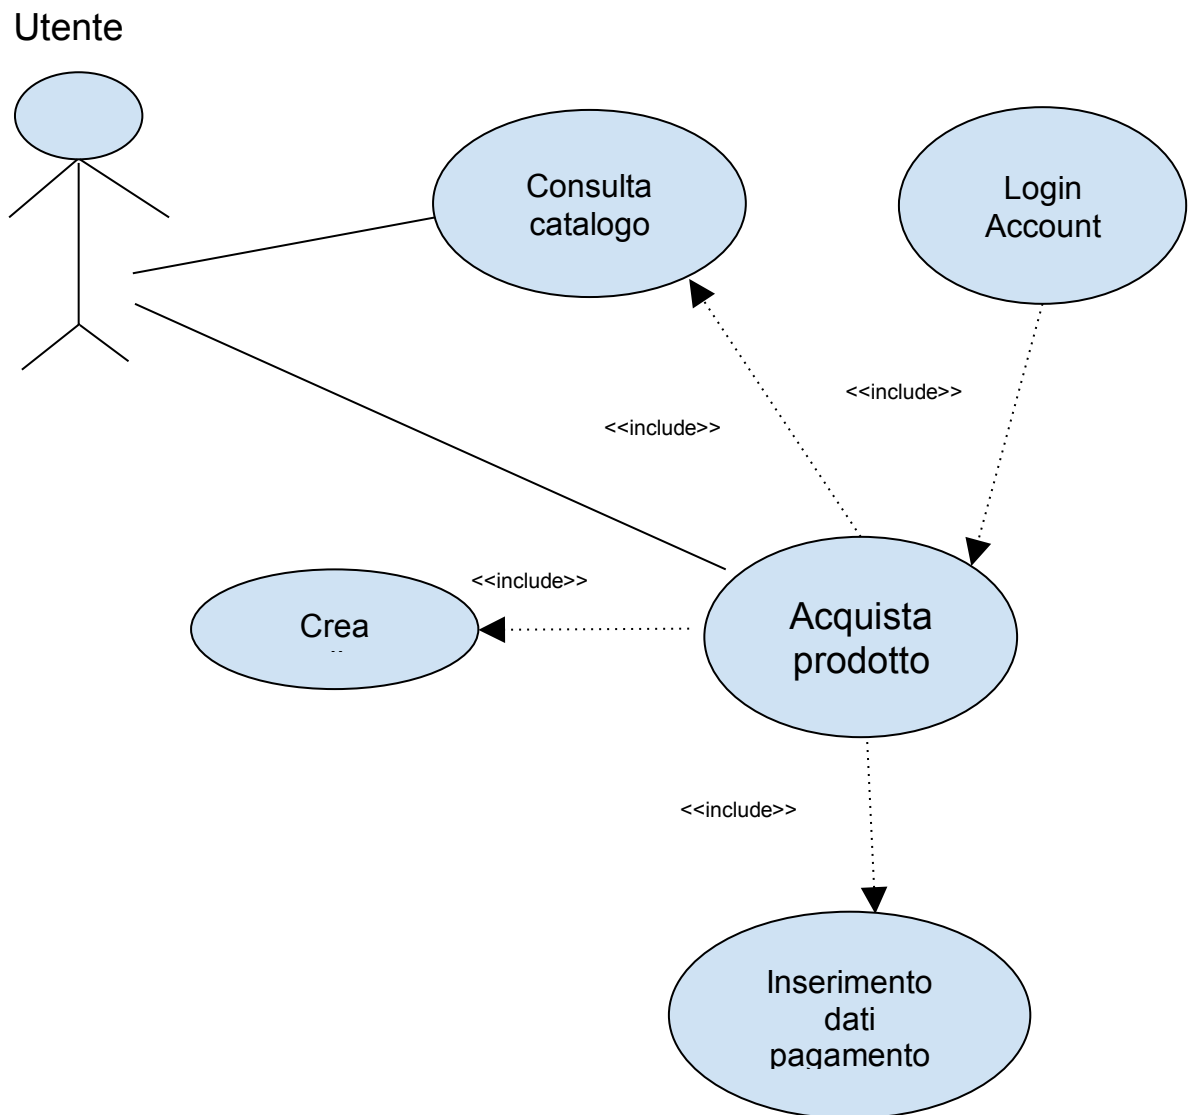 Utente
Consulta
catalogo
Login
Account
<<include>>
<<include>>
<<include>>
Crea
Acquista
prodotto
<<include>>
Inserimento
dati
pagamento